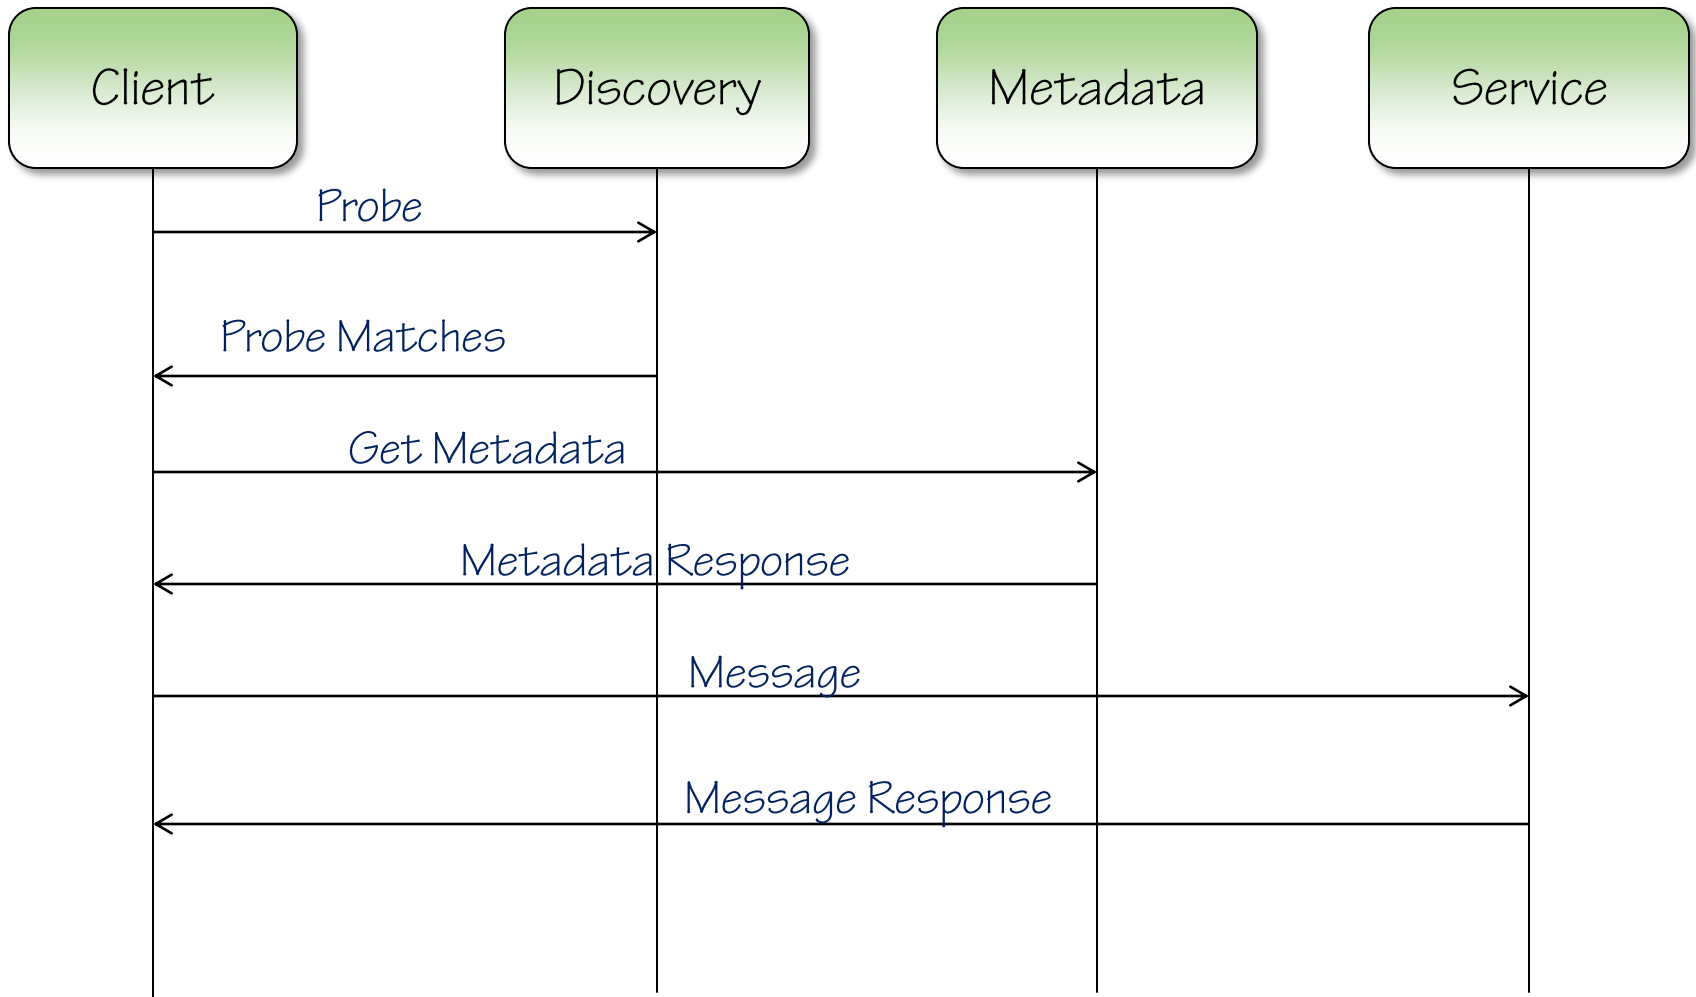 Client
Discovery
Metadata
Service
Probe
Probe Matches
Get Metadata
Metadata Response
Message
Message Response